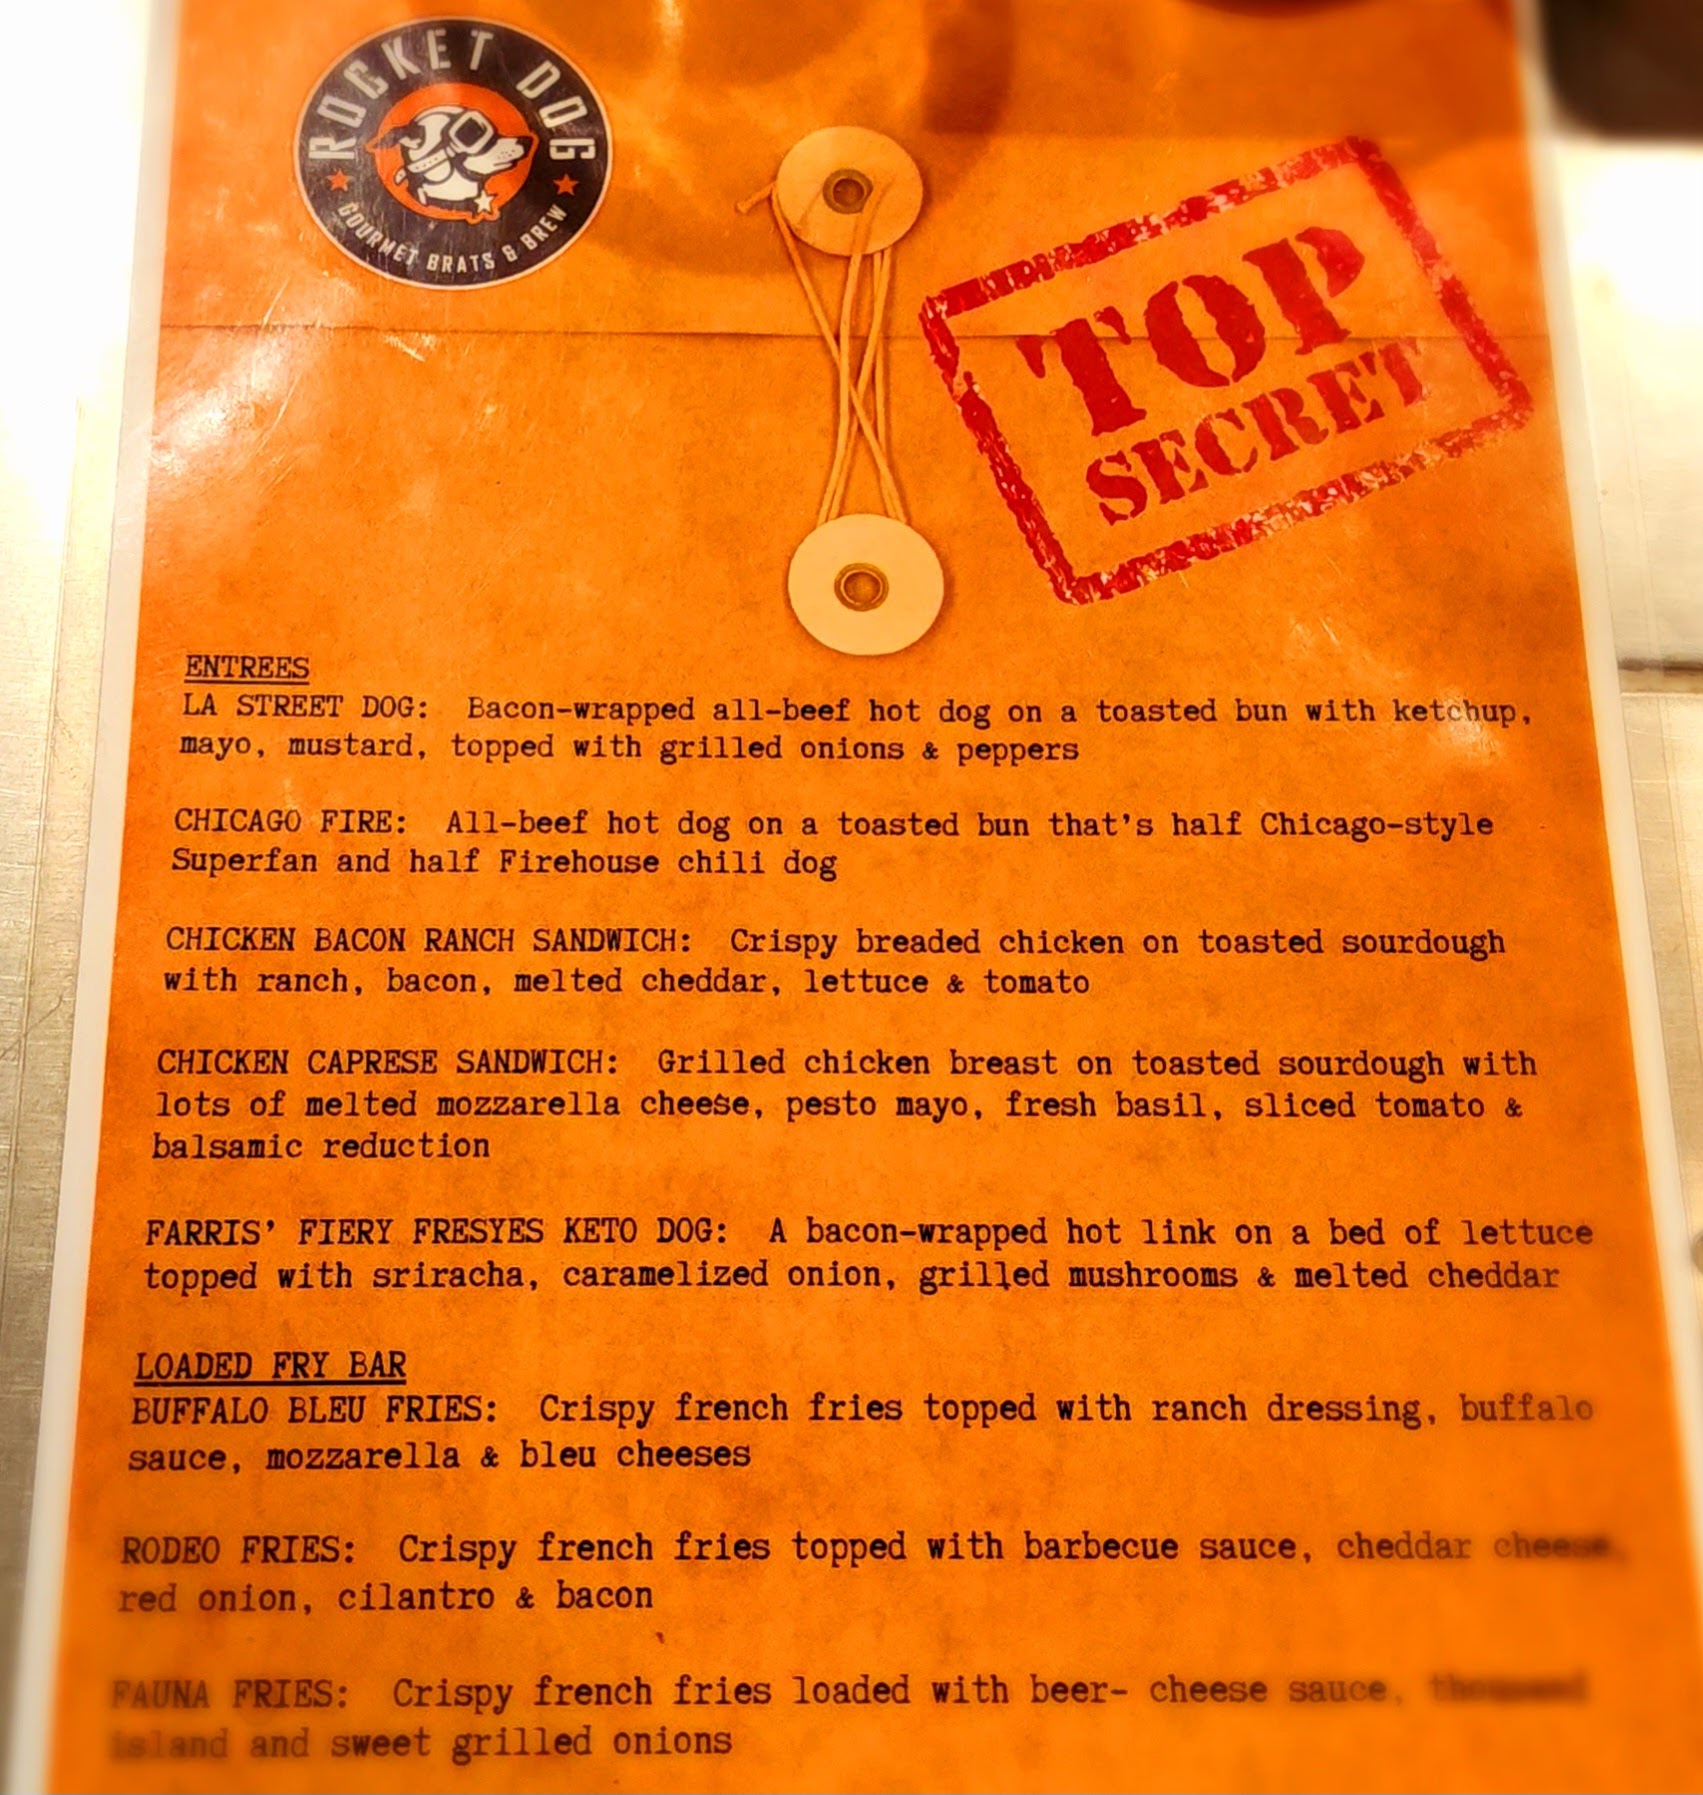 ROCKET DOG
GOURMET BRATS & BREW
TOP
SECRET
ENTREES
LA STREET DOG: Bacon-wrapped all-beef hot dog on a toasted bun with ketchup,
mayo, mustard, topped with grilled onions & peppers
CHICAGO FIRE: All-beef hot dog on a toasted bun that's half Chicago-style
Superfan and half Firehouse chili dog
CHICKEN BACON RANCH SANDWICH: Crispy breaded chicken on toasted sourdough
with ranch, bacon, melted cheddar, lettuce & tomato
CHICKEN CAPRESE SANDWICH: Grilled chicken breast on toasted sourdough with
lots of melted mozzarella cheese, pesto mayo, fresh basil, sliced tomato &
balsamic reduction
FARRIS' FIERY FRESYES KETO DOG: A bacon-wrapped hot link on a bed of lettuce
topped with sriracha, caramelized onion, grilled mushrooms & melted cheddar
LOADED FRY BAR
BUFFALO BLEU FRIES: Crispy french fries topped with ranch dressing, buffalo
sauce, mozzarella & bleu cheeses
RODEO FRIES: Crispy french fries topped with barbecue sauce, cheddar cheese,
red onion, cilantro & bacon
FAUNA FRIES: Crispy french fries loaded with beer- cheese sauce, thousand
island and sweet grilled onions